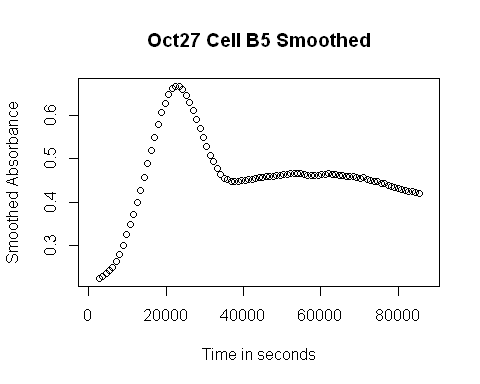 Oct27 Cell B5 Smoothed
Smoothed Absorbance
0.6
0.5
0.4
0.3
0 20000 40000 60000 80000
Time in seconds